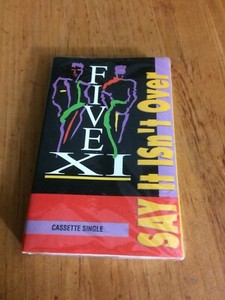 FIVE
XI
SAY It ISn't Over
CASSETTE SINGLE